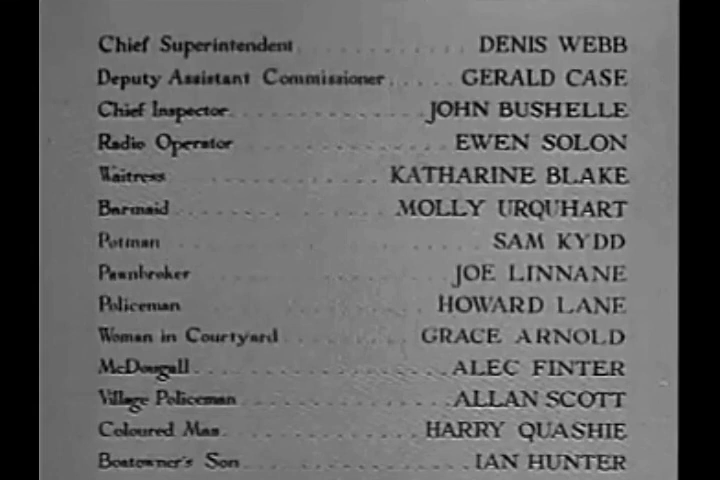 Chief Superintendent . . . . . . . . . . . DENIS WEBB
Deputy Assistant Commissioner . . . . . GERALD CASE
Chief Inspector . . . . . . . . . . . . . JOHN BUSHELLE
Radio Operator . . . . . . . . . . . . . . EWEN SOLON
Waitress . . . . . . . . . . . . . KATHARINE BLAKE
Barmaid . . . . . . . . . . . . . . MOLLY URQUHART
Potman . . . . . . . . . . . . . . . . . . . SAM KYDD
Pawnbroker . . . . . . . . . . . . . . . . JOE LINNANE
Policeman . . . . . . . . . . . . . . . . HOWARD LANE
Woman in Courtyard . . . . . . . . . GRACE ARNOLD
McDougall . . . . . . . . . . . . . . . . ALEC FINTER
Village Policeman . . . . . . . . . . . . . ALLAN SCOTT
Coloured Man . . . . . . . . . . . . . HARRY QUASHIE
Boatowner's Son . . . . . . . . . . . . . . IAN HUNTER